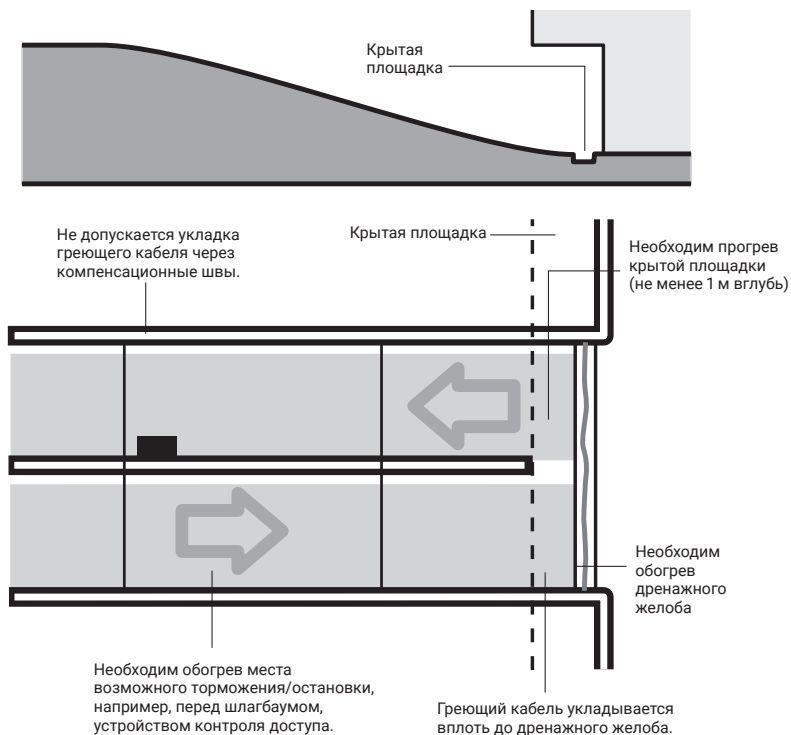 Крытая
площадка
Не допускается укладка
греющего кабеля через
компенсационные швы.
Крытая площадка
Необходим прогрев
крытой площадки
(не менее 1 м вглубь)
Необходим
обогрев
дренажного
желоба
Необходим обогрев места
возможного торможения/остановки,
например, перед шлагбаумом,
устройством контроля доступа.
Греющий кабель укладывается
вплоть до дренажного желоба.